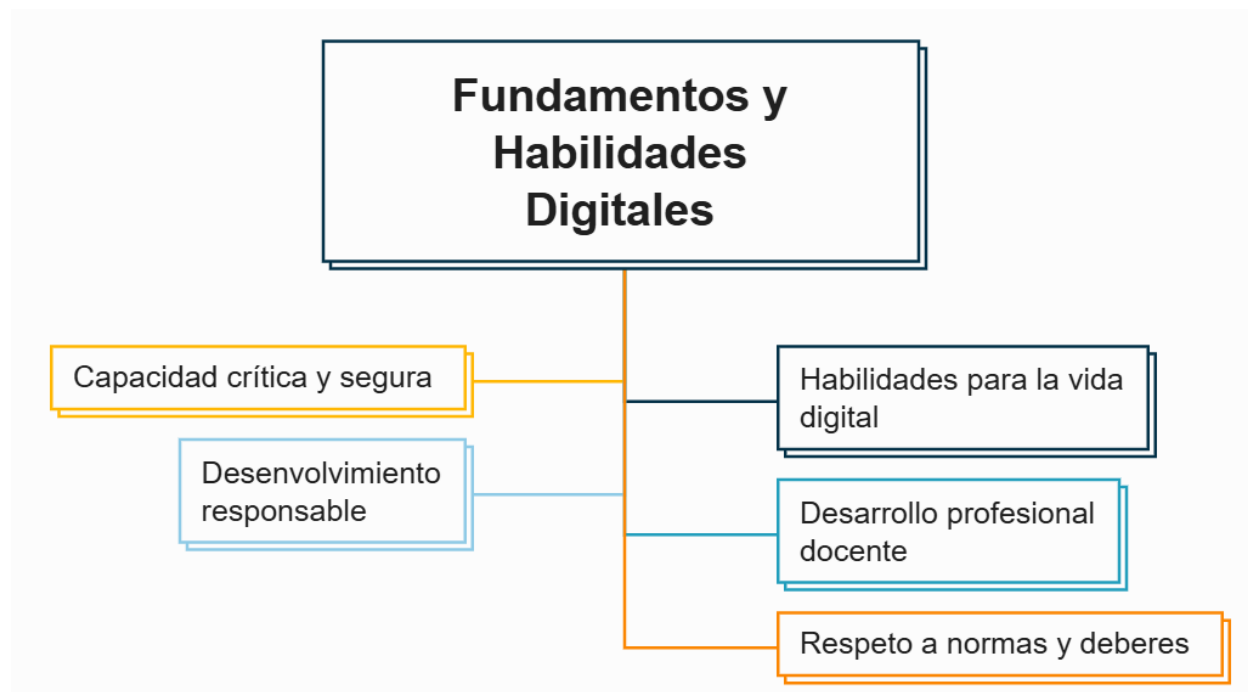 Fundamentos y
Habilidades
Digitales
Capacidad crítica y segura
Desenvolvimiento
responsable
Habilidades para la vida
digital
Desarrollo profesional
docente
Respeto a normas y deberes